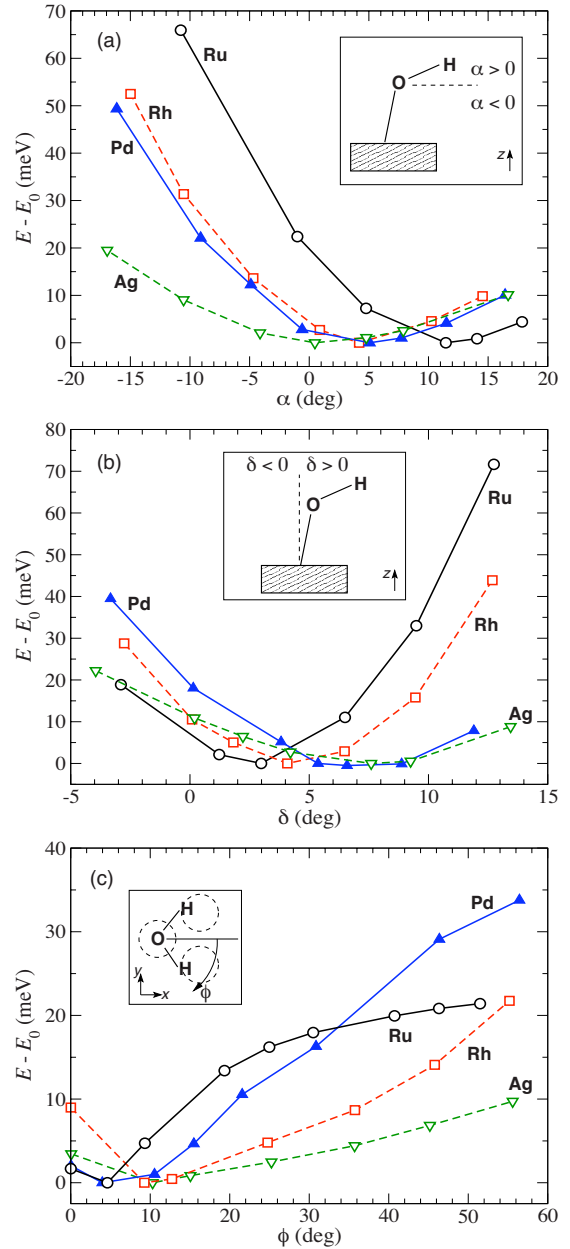 (a)
70
60
50
40
30
20
10
0
E - E0 (meV)
Ru
Rh
Pd
Ag
O H α > 0
α < 0
z
-20 -15 -10 -5 0 5 10 15 20
α (deg)
(b)
80
70
60
50
40
30
20
10
0
E - E0 (meV)
δ < 0 δ > 0
H
O
z
Ru
Pd
Rh
Ag
-5 0 5 10 15
δ (deg)
(c)
40
30
20
10
0
E - E0 (meV)
H
O
H
y
x
ϕ
Pd
Ru
Rh
Ag
0 10 20 30 40 50 60
ϕ (deg)